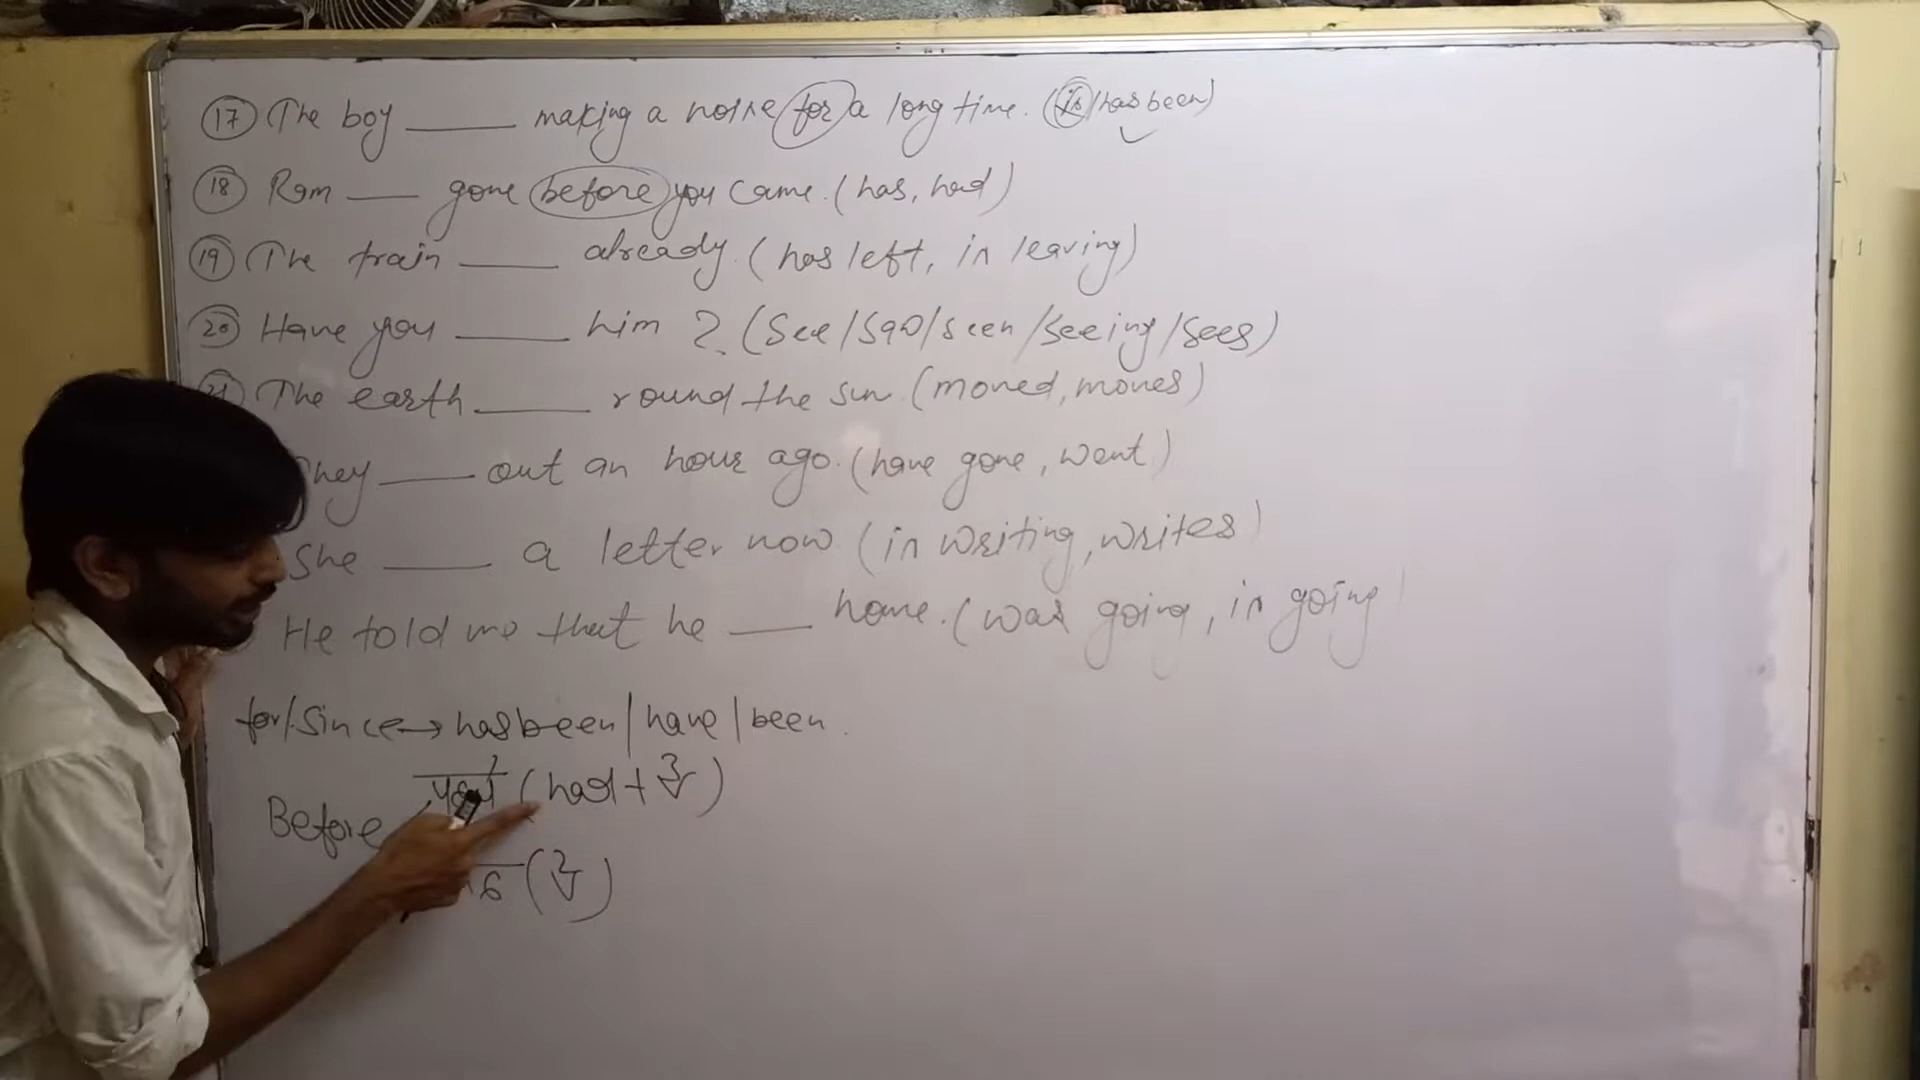 (17) The boy ____ making a noise for a long time. (is/has been)
(18) Ram ____ gone before you came. (has, had)
(19) The train ____ already. (has left, is leaving)
(20) Have you ____ him ? (See/Saw/seen/seeing/sees)
The earth ____ round the sun. (moved, moves)
They ____ out an hour ago. (have gone, went)
She ____ a letter now (is writing, writes)
He told me that he ____ home. (was going, is going
for/Since→has been/have/been.
पहले (had+V3)
Before
(V2)